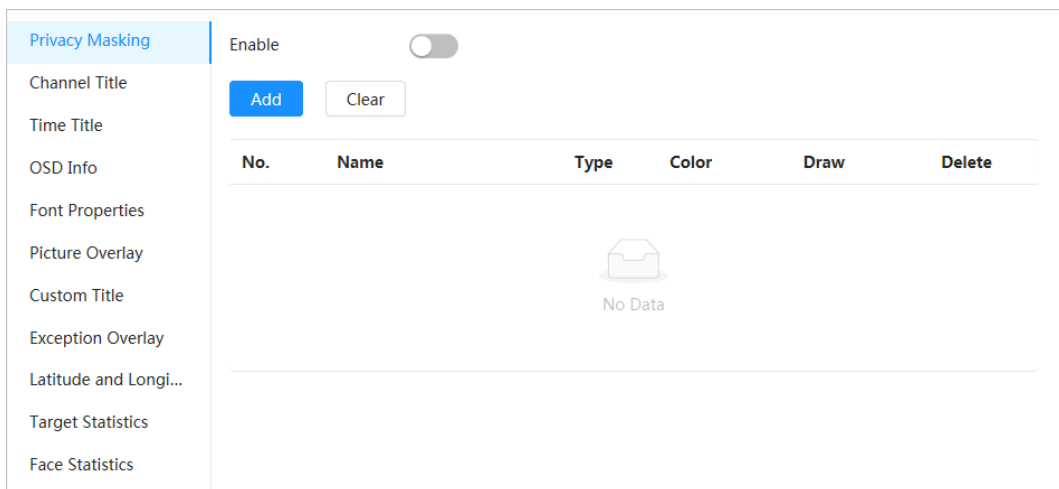 Privacy Masking
Channel Title
Time Title
OSD Info
Font Properties
Picture Overlay
Custom Title
Exception Overlay
Latitude and Longi...
Target Statistics
Face Statistics
Enable
Add Clear
No. Name Type Color Draw Delete
No Data